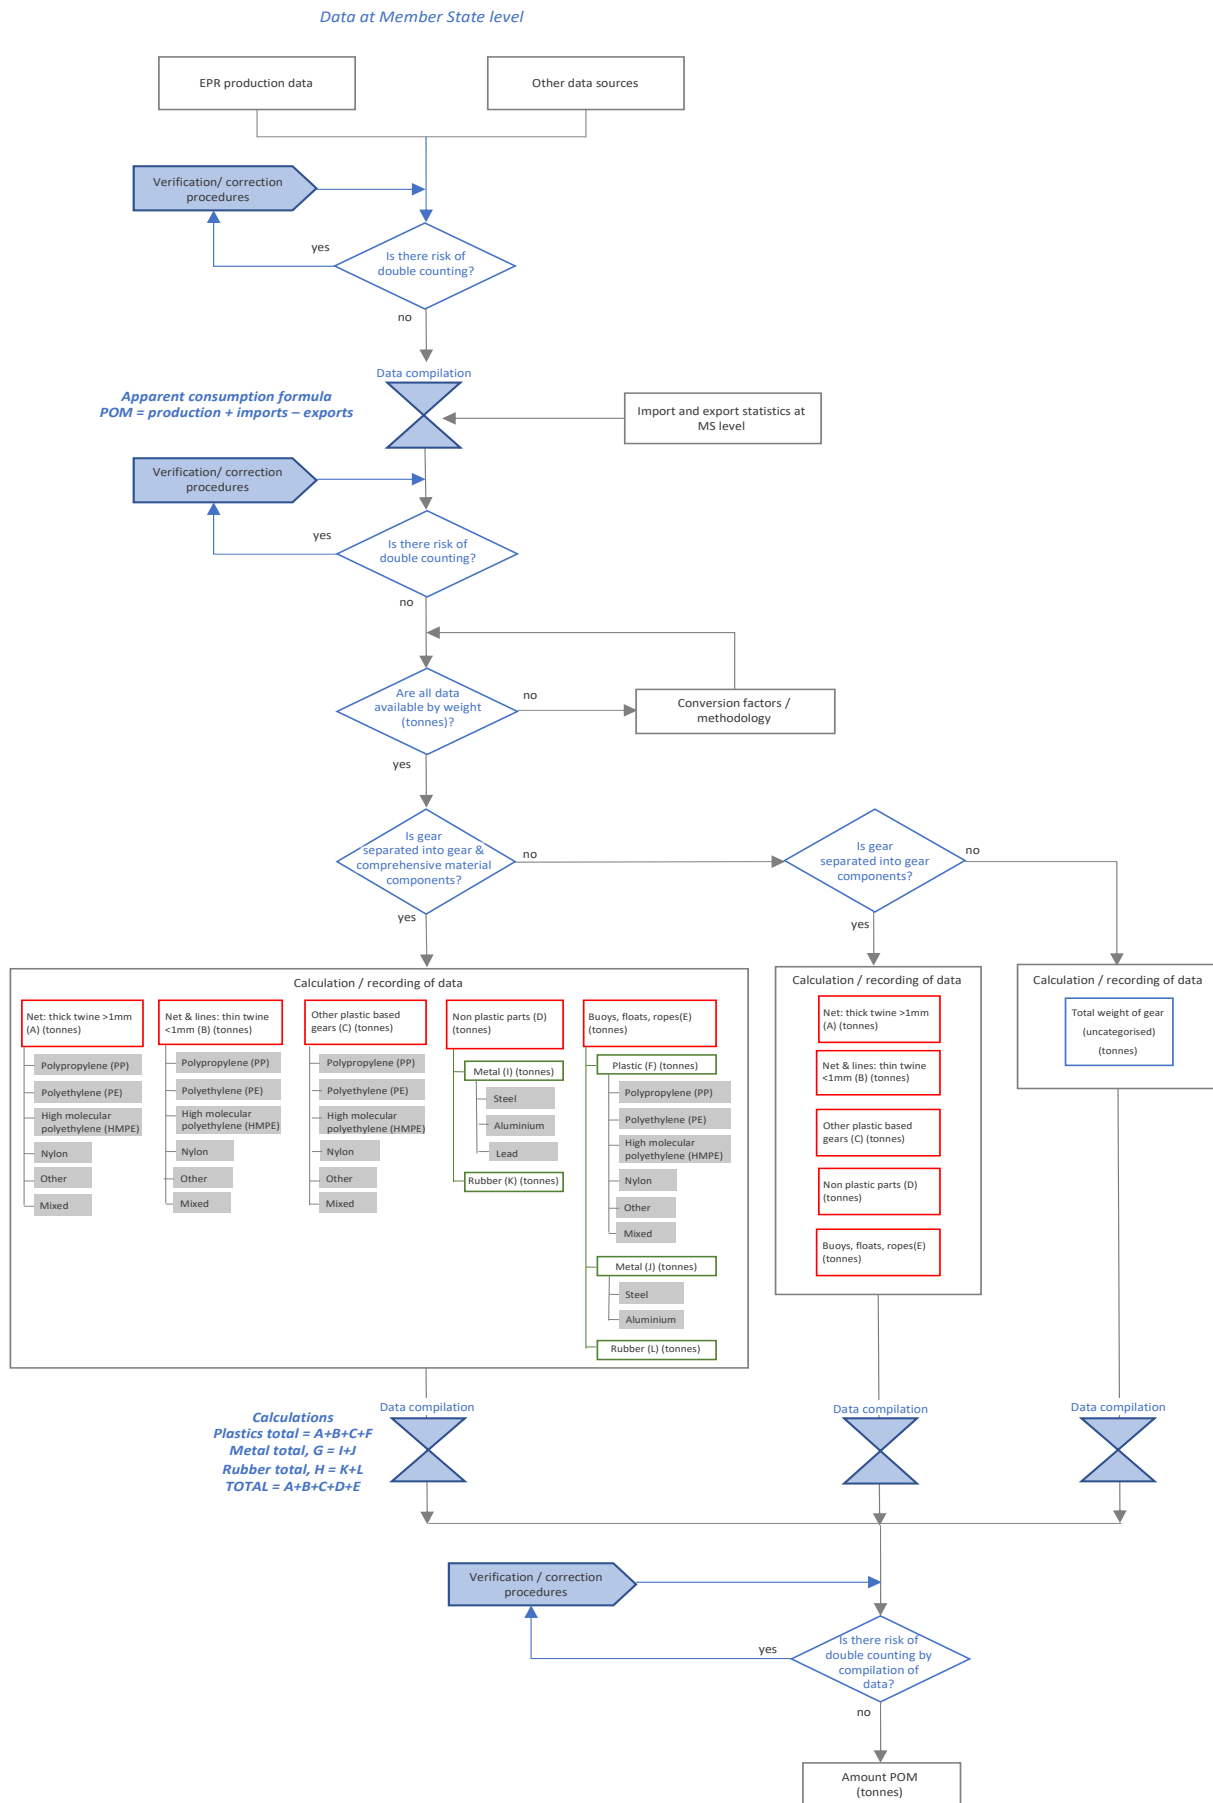 Data at Member State level
EPR production data
Other data sources
Verification/ correction
procedures
yes
Is there risk of
double counting?
no
Data compilation
Apparent consumption formula
POM = production + imports – exports
Import and export statistics at
MS level
Verification/ correction
procedures
yes
Is there risk of
double counting?
no
Are all data
available by weight
(tonnes)?
no
Conversion factors /
methodology
yes
Is gear
separated into gear &
comprehensive material
components?
no
Is gear
separated into gear
components?
no
yes
yes
Calculation / recording of data
Net: thick twine >1mm
(A) (tonnes)
Polypropylene (PP)
Polyethylene (PE)
High molecular
polyethylene (HMPE)
Nylon
Other
Mixed
Net & lines: thin twine
<1mm (B) (tonnes)
Polypropylene (PP)
Polyethylene (PE)
High molecular
polyethylene (HMPE)
Nylon
Other
Mixed
Other plastic based
gears (C) (tonnes)
Polypropylene (PP)
Polyethylene (PE)
High molecular
polyethylene (HMPE)
Nylon
Other
Mixed
Non plastic parts (D)
(tonnes)
Metal (I) (tonnes)
Steel
Aluminium
Lead
Rubber (K) (tonnes)
Buoys, floats, ropes(E)
(tonnes)
Plastic (F) (tonnes)
Polypropylene (PP)
Polyethylene (PE)
High molecular
polyethylene (HMPE)
Nylon
Other
Mixed
Metal (J) (tonnes)
Steel
Aluminium
Rubber (L) (tonnes)
Calculation / recording of data
Net: thick twine >1mm
(A) (tonnes)
Net & lines: thin twine
<1mm (B) (tonnes)
Other plastic based
gears (C) (tonnes)
Non plastic parts (D)
(tonnes)
Buoys, floats, ropes(E)
(tonnes)
Calculation / recording of data
Total weight of gear
(uncategorised)
(tonnes)
Calculations
Plastics total = A+B+C+F
Metal total, G = I+J
Rubber total, H = K+L
TOTAL = A+B+C+D+E
Data compilation
Data compilation
Data compilation
Verification / correction
procedures
yes
Is there risk of
double counting by
compilation of
data?
no
Amount POM
(tonnes)